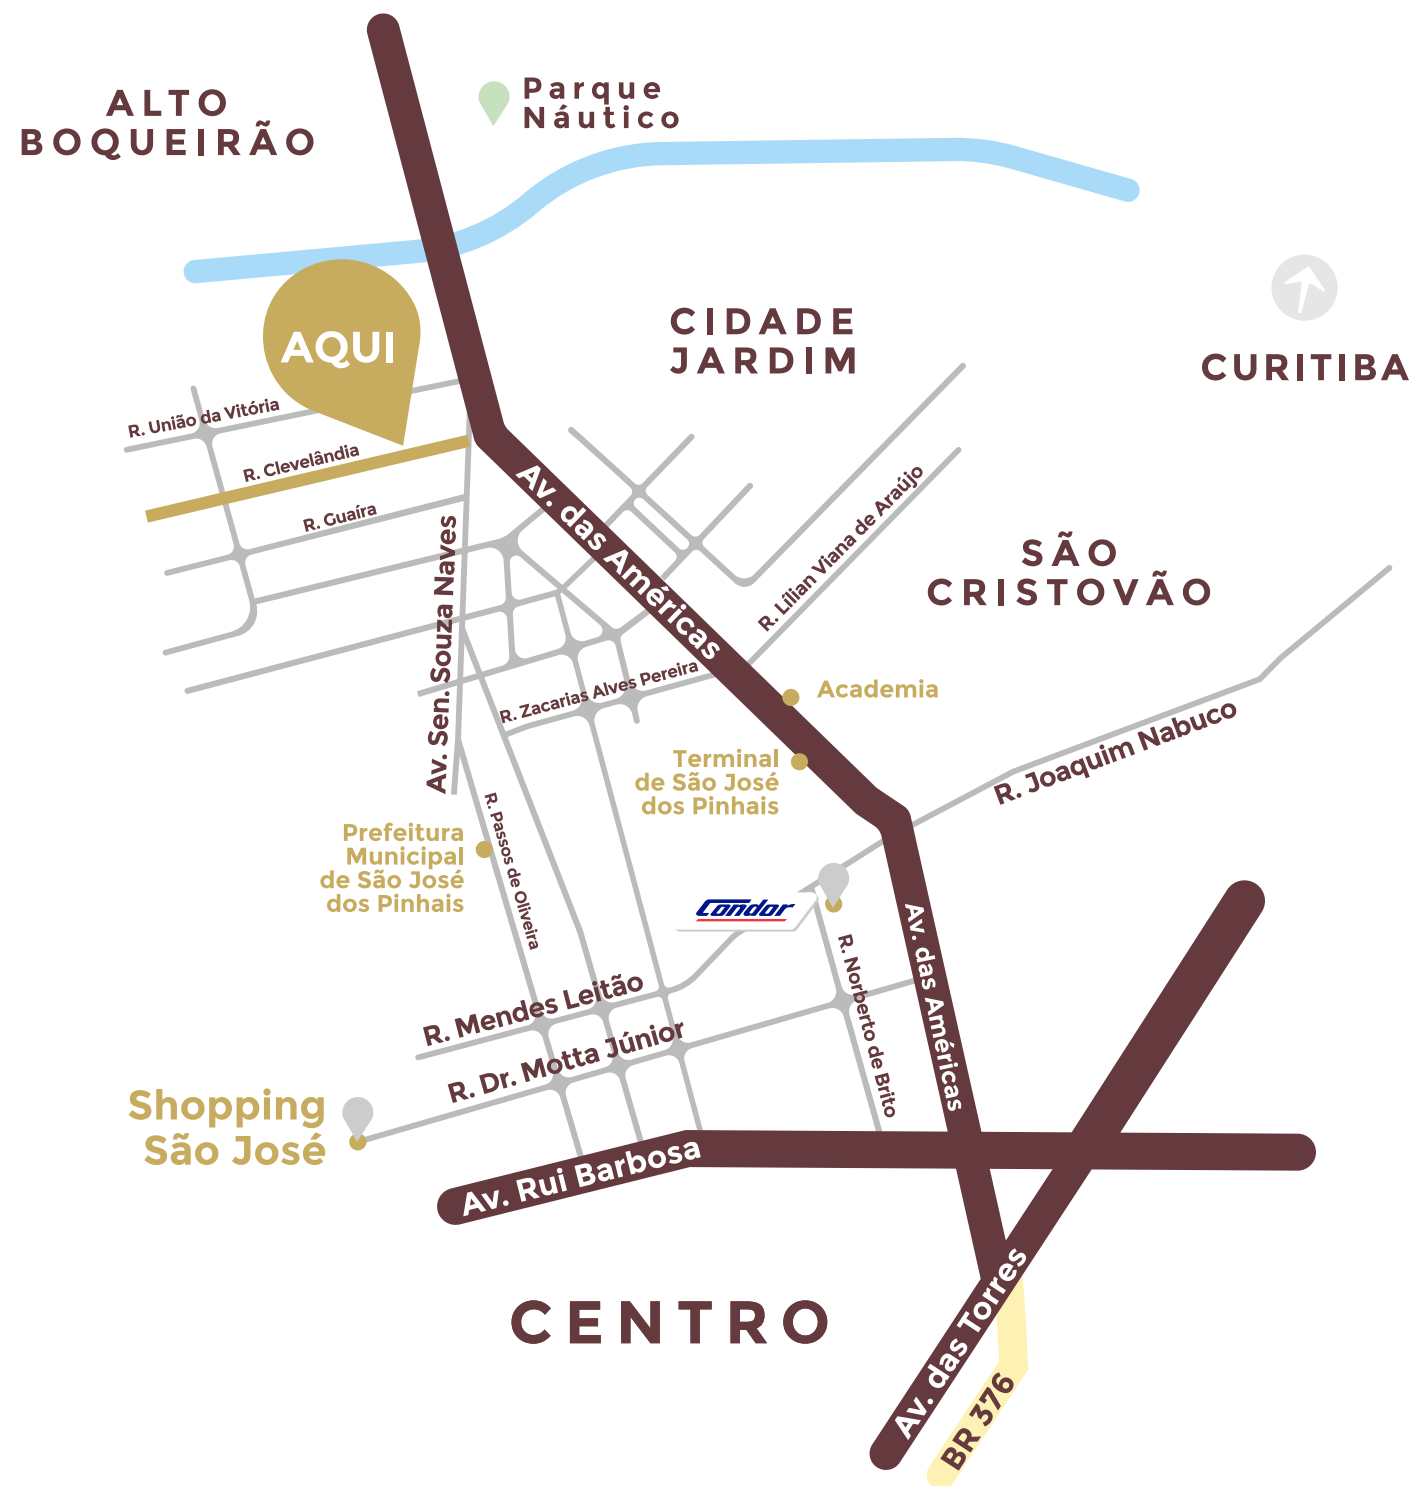 Parque
Náutico
ALTO
BOQUEIRÃO
AQUI
CIDADE
JARDIM
CURITIBA
R. União da Vitória
R. Clevelândia
R. Guaíra
Av. das Américas
R. Lílian Viana de Araújo
Av. Sen. Souza Naves
SÃO
CRISTOVÃO
R. Zacarias Alves Pereira
Academia
Terminal
de São José
dos Pinhais
R. Joaquim Nabuco
Prefeitura
Municipal
de São José
dos Pinhais
R. Passos de Oliveira
Condor
R. Norberto de Brito
Av. das Américas
R. Mendes Leitão
R. Dr. Motta Júnior
Shopping
São José
Av. Rui Barbosa
CENTRO
Av. das Torres
BR 376